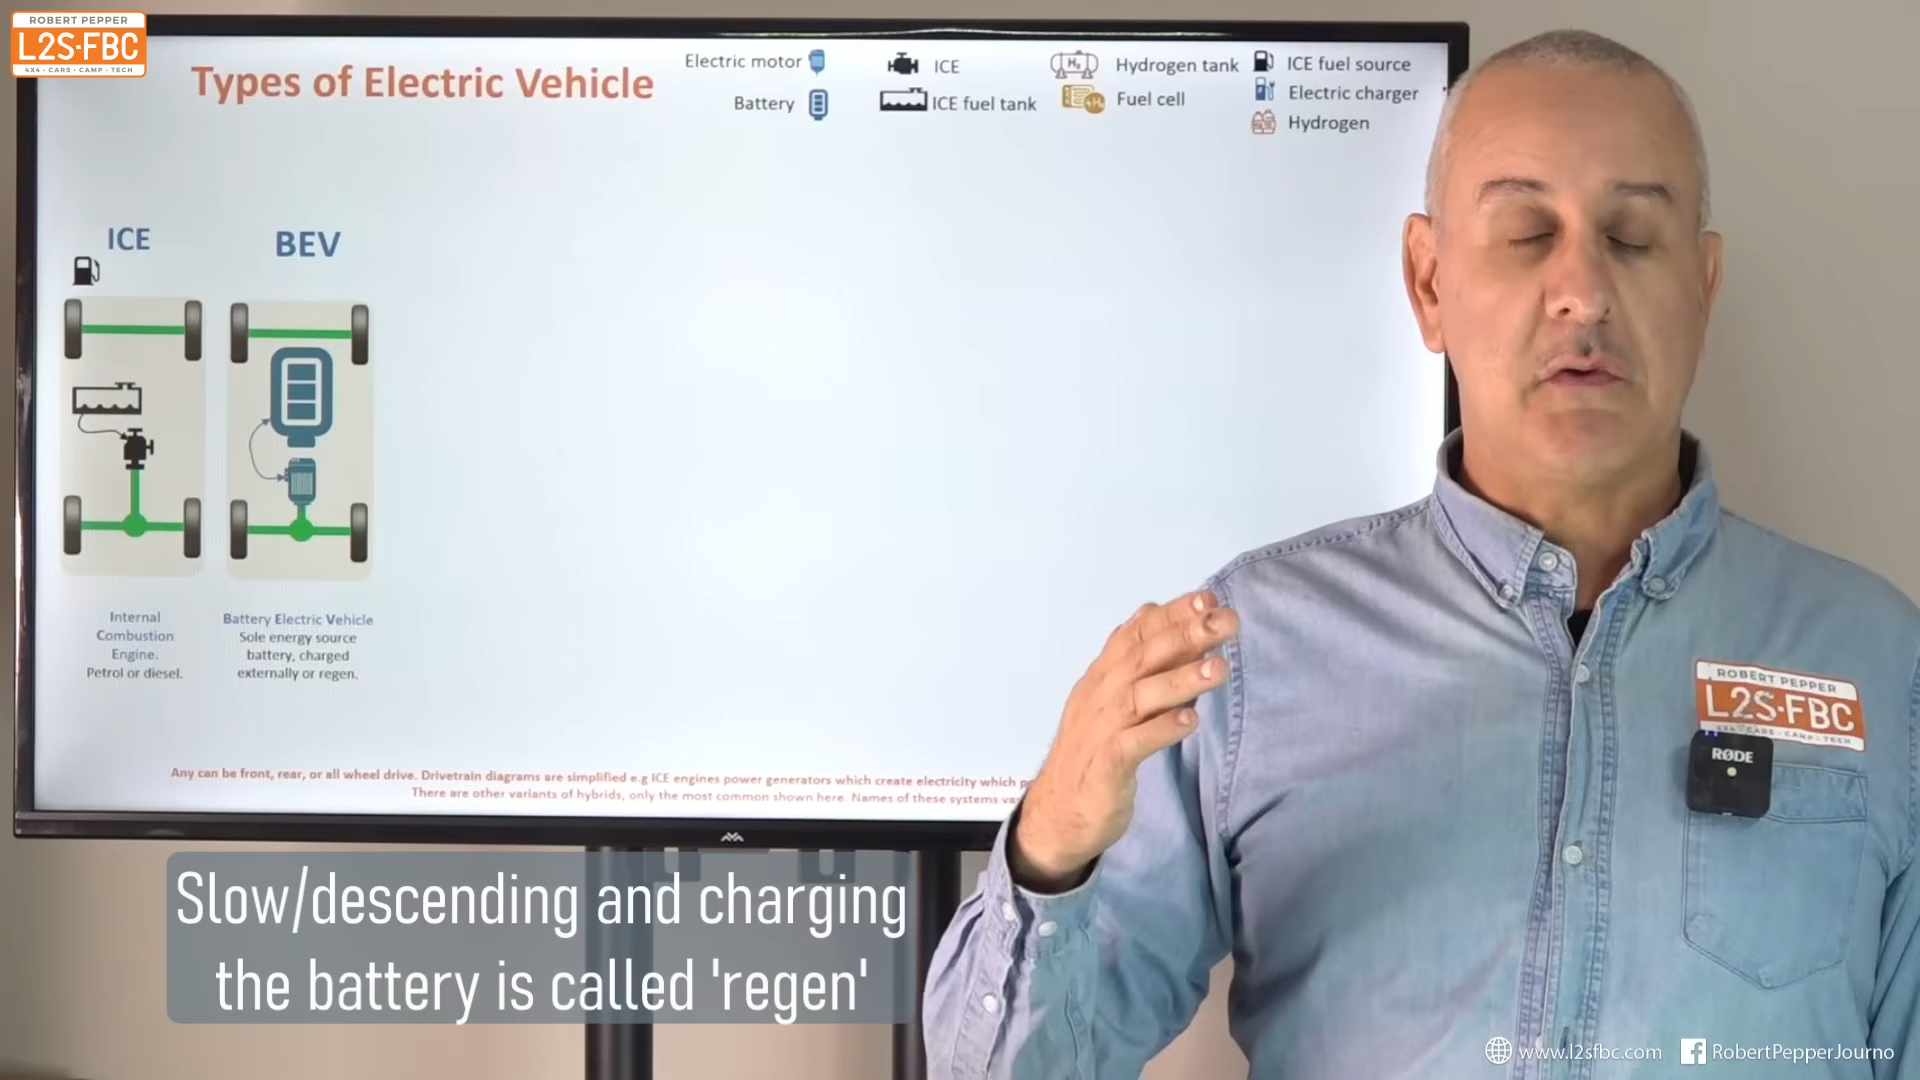 ROBERT PEPPER
L2S·FBC
4X4 - CARS - CAMP - TECH
Types of Electric Vehicle
Electric motor
Battery
ICE
ICE fuel tank
Hydrogen tank
Fuel cell
ICE fuel source
Electric charger
Hydrogen
ICE
BEV
Internal
Combustion
Engine.
Petrol or diesel.
Battery Electric Vehicle
Sole energy source
battery, charged
externally or regen.
Any can be front, rear, or all wheel drive. Drivetrain diagrams are simplified e.g ICE engines power generators which create electricity which
There are other variants of hybrids, only the most common shown here. Names of these systems
Slow/descending and charging
the battery is called 'regen'
ROBERT PEPPER
L2S·FBC
4X4 - CARS - CAMP - TECH
RØDE
www.l2sfbc.com
RobertPepperJourno